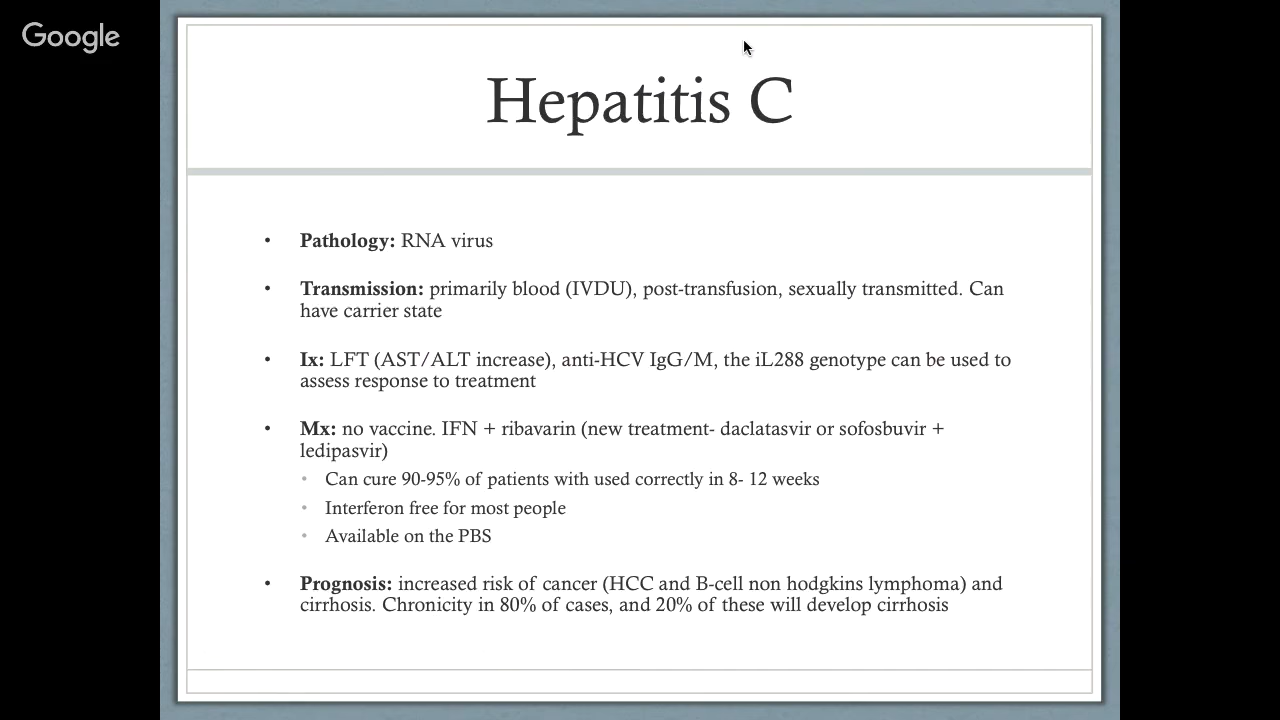 Google
Hepatitis C
• Pathology: RNA virus
• Transmission: primarily blood (IVDU), post-transfusion, sexually transmitted. Can
have carrier state
• Ix: LFT (AST/ALT increase), anti-HCV IgG/M, the iL288 genotype can be used to
assess response to treatment
• Mx: no vaccine. IFN + ribavarin (new treatment- daclatasvir or sofosbuvir +
ledipasvir)
• Can cure 90-95% of patients with used correctly in 8- 12 weeks
• Interferon free for most people
• Available on the PBS
• Prognosis: increased risk of cancer (HCC and B-cell non hodgkins lymphoma) and
cirrhosis. Chronicity in 80% of cases, and 20% of these will develop cirrhosis